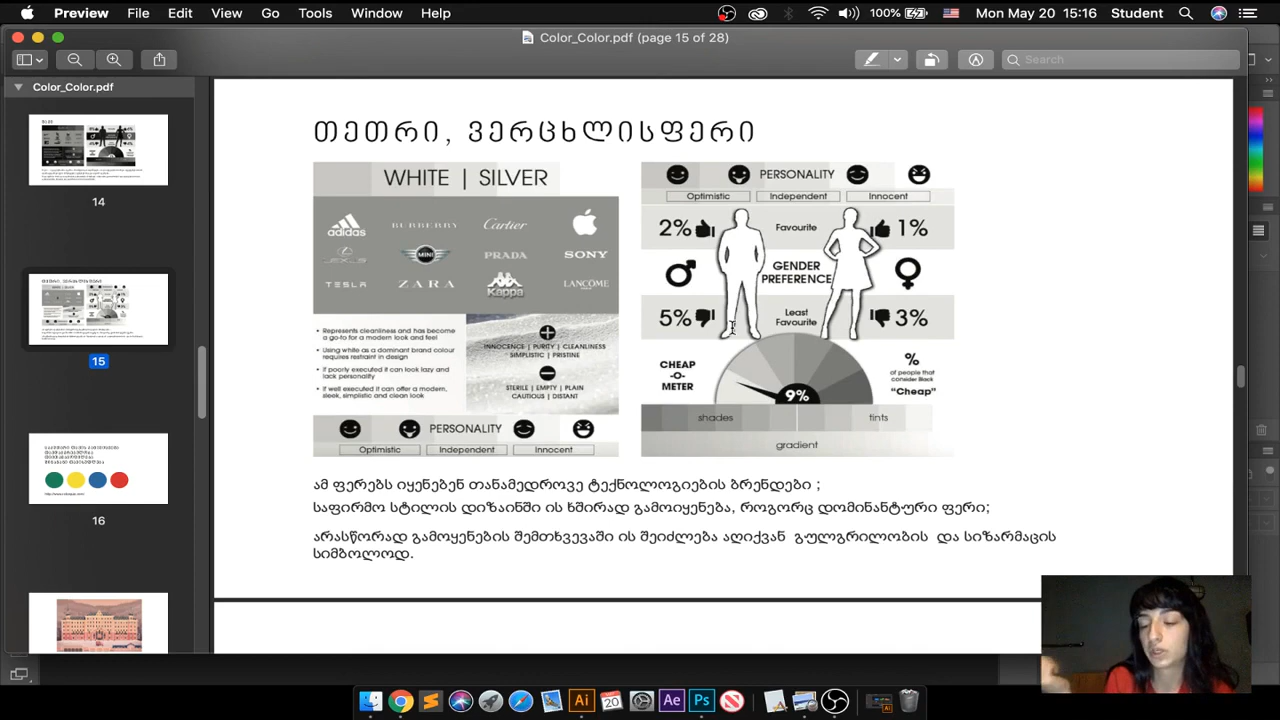 Preview File Edit View Go Tools Window Help 100% Mon May 20 15:16 Student
Color_Color.pdf (page 15 of 28)
Search
Color_Color.pdf
14
15
16
თეთრი, ვერცხლისფერი
WHITE | SILVER
adidas BURBERRY Cartier
LEXUS MINI PRADA SONY
TESLA ZARA Kappa LANCÔME
• Represents cleanliness and has become
a go-to for a modern look and feel
• Using white as a dominant brand colour
requires restraint in design
• If poorly executed it can look lazy and
lack personality
• If well executed it can offer a modern,
sleek, simplistic and clean look
INNOCENCE | PURITY | CLEANLINESS
SIMPLISTIC | PRISTINE
STERILE | EMPTY | PLAIN
CAUTIOUS | DISTANT
PERSONALITY
Optimistic Independent Innocent
PERSONALITY
Optimistic Independent Innocent
2% Favourite 1%
GENDER
PREFERENCE
5% Least
Favourite 3%
CHEAP
-O-
METER
9%
%
of people that
consider Black
"Cheap"
shades tints
gradient
ამ ფერებს იყენებენ თანამედროვე ტექნოლოგიების ბრენდები ;
საფირმო სტილის დიზაინში ის ხშირად გამოიყენება, როგორც დომინანტური ფერი;
არასწორად გამოყენების შემთხვევაში ის შეიძლება აღიქვან გულგრილობის და სიზარმაცის
სიმბოლოდ.
Ai
20
Ae
Ps